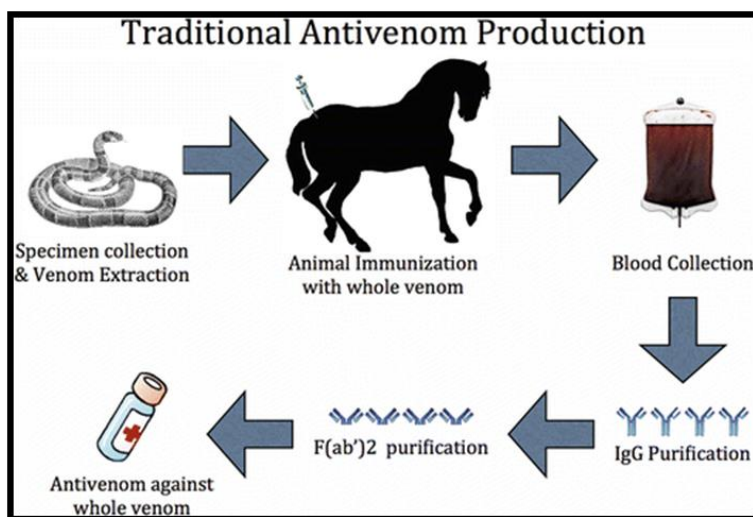 Traditional Antivenom Production
Specimen collection
& Venom Extraction
Animal Immunization
with whole venom
Blood Collection
IgG Purification
F(ab')2 purification
Antivenom against
whole venom